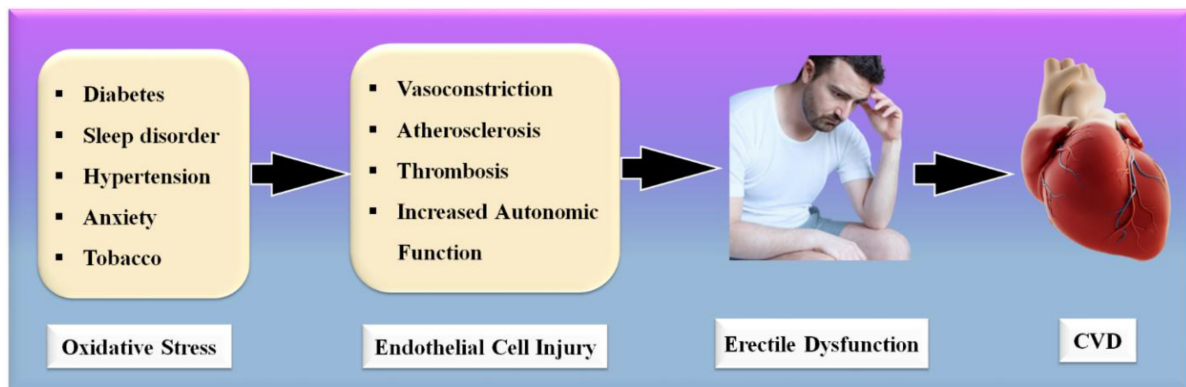 ▪ Diabetes
▪ Sleep disorder
▪ Hypertension
▪ Anxiety
▪ Tobacco
▪ Vasoconstriction
▪ Atherosclerosis
▪ Thrombosis
▪ Increased Autonomic
Function
Oxidative Stress
Endothelial Cell Injury
Erectile Dysfunction
CVD